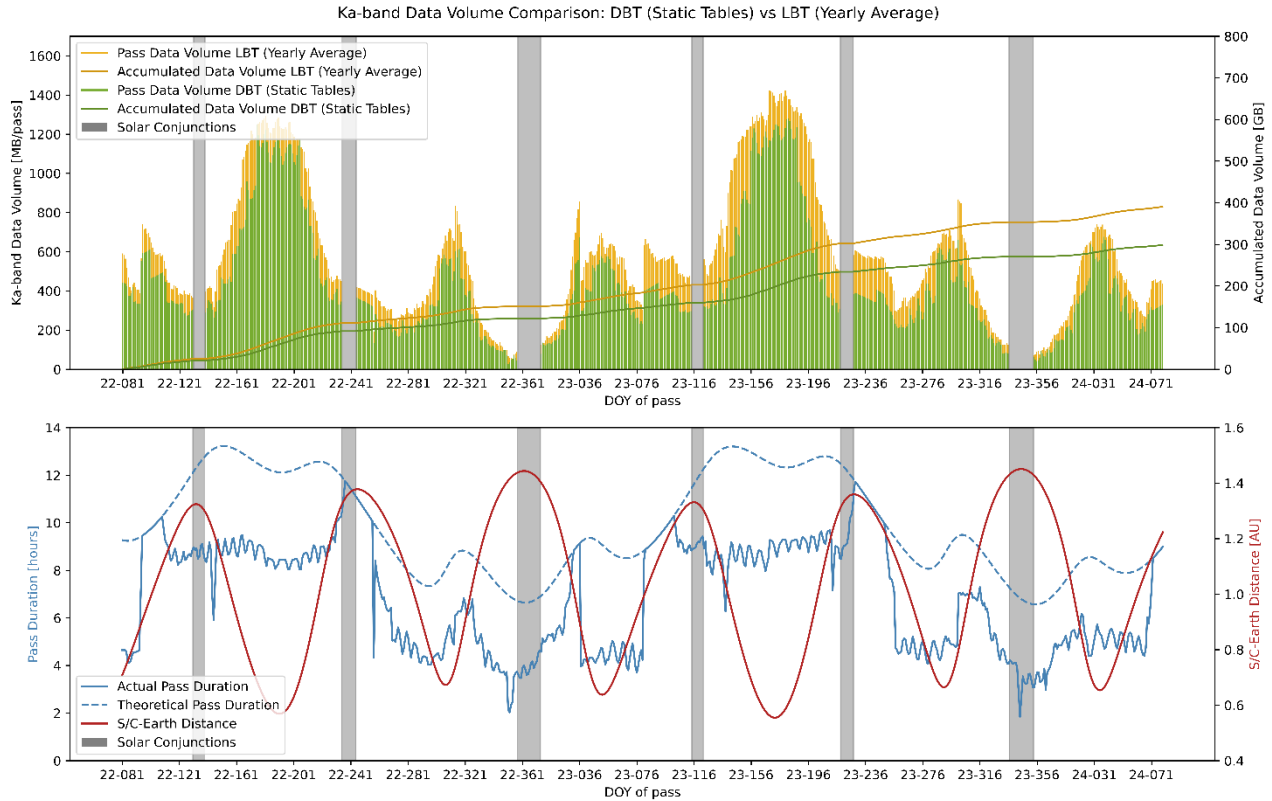 Ka-band Data Volume Comparison: DBT (Static Tables) vs LBT (Yearly Average)
Ka-band Data Volume [MB/pass]
1600
1400
1200
1000
800
600
400
200
0
Pass Data Volume LBT (Yearly Average)
Accumulated Data Volume LBT (Yearly Average)
Pass Data Volume DBT (Static Tables)
Accumulated Data Volume DBT (Static Tables)
Solar Conjunctions
800
700
600
500
400
300
200
100
0
Accumulated Data Volume [GB]
22-081 22-121 22-161 22-201 22-241 22-281 22-321 22-361 23-036 23-076 23-116 23-156 23-196 23-236 23-276 23-316 23-356 24-031 24-071
DOY of pass
Pass Duration [hours]
14
12
10
8
6
4
2
0
Actual Pass Duration
Theoretical Pass Duration
S/C-Earth Distance
Solar Conjunctions
1.6
1.4
1.2
1.0
0.8
0.6
0.4
S/C-Earth Distance [AU]
22-081 22-121 22-161 22-201 22-241 22-281 22-321 22-361 23-036 23-076 23-116 23-156 23-196 23-236 23-276 23-316 23-356 24-031 24-071
DOY of pass